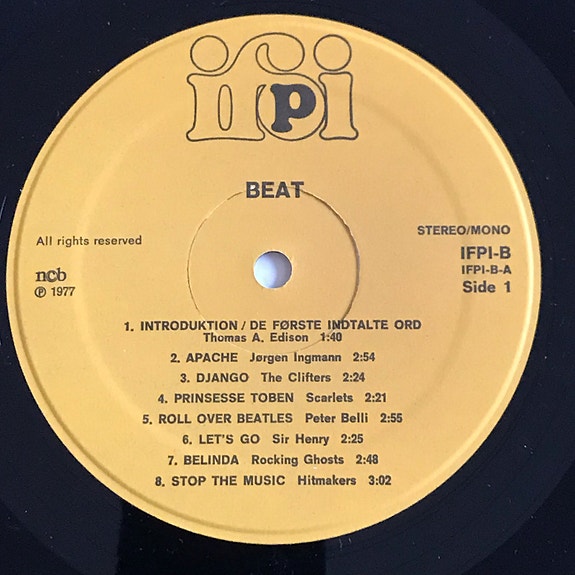 ifpi
BEAT
All rights reserved
ncb
Ⓟ 1977
STEREO/MONO
IFPI-B
IFPI-B-A
Side 1
1. INTRODUKTION / DE FØRSTE INDTALTE ORD
Thomas A. Edison 1:40
2. APACHE Jørgen Ingmann 2:54
3. DJANGO The Clifters 2:24
4. PRINSESSE TOBEN Scarlets 2:21
5. ROLL OVER BEATLES Peter Belli 2:55
6. LET'S GO Sir Henry 2:25
7. BELINDA Rocking Ghosts 2:48
8. STOP THE MUSIC Hitmakers 3:02